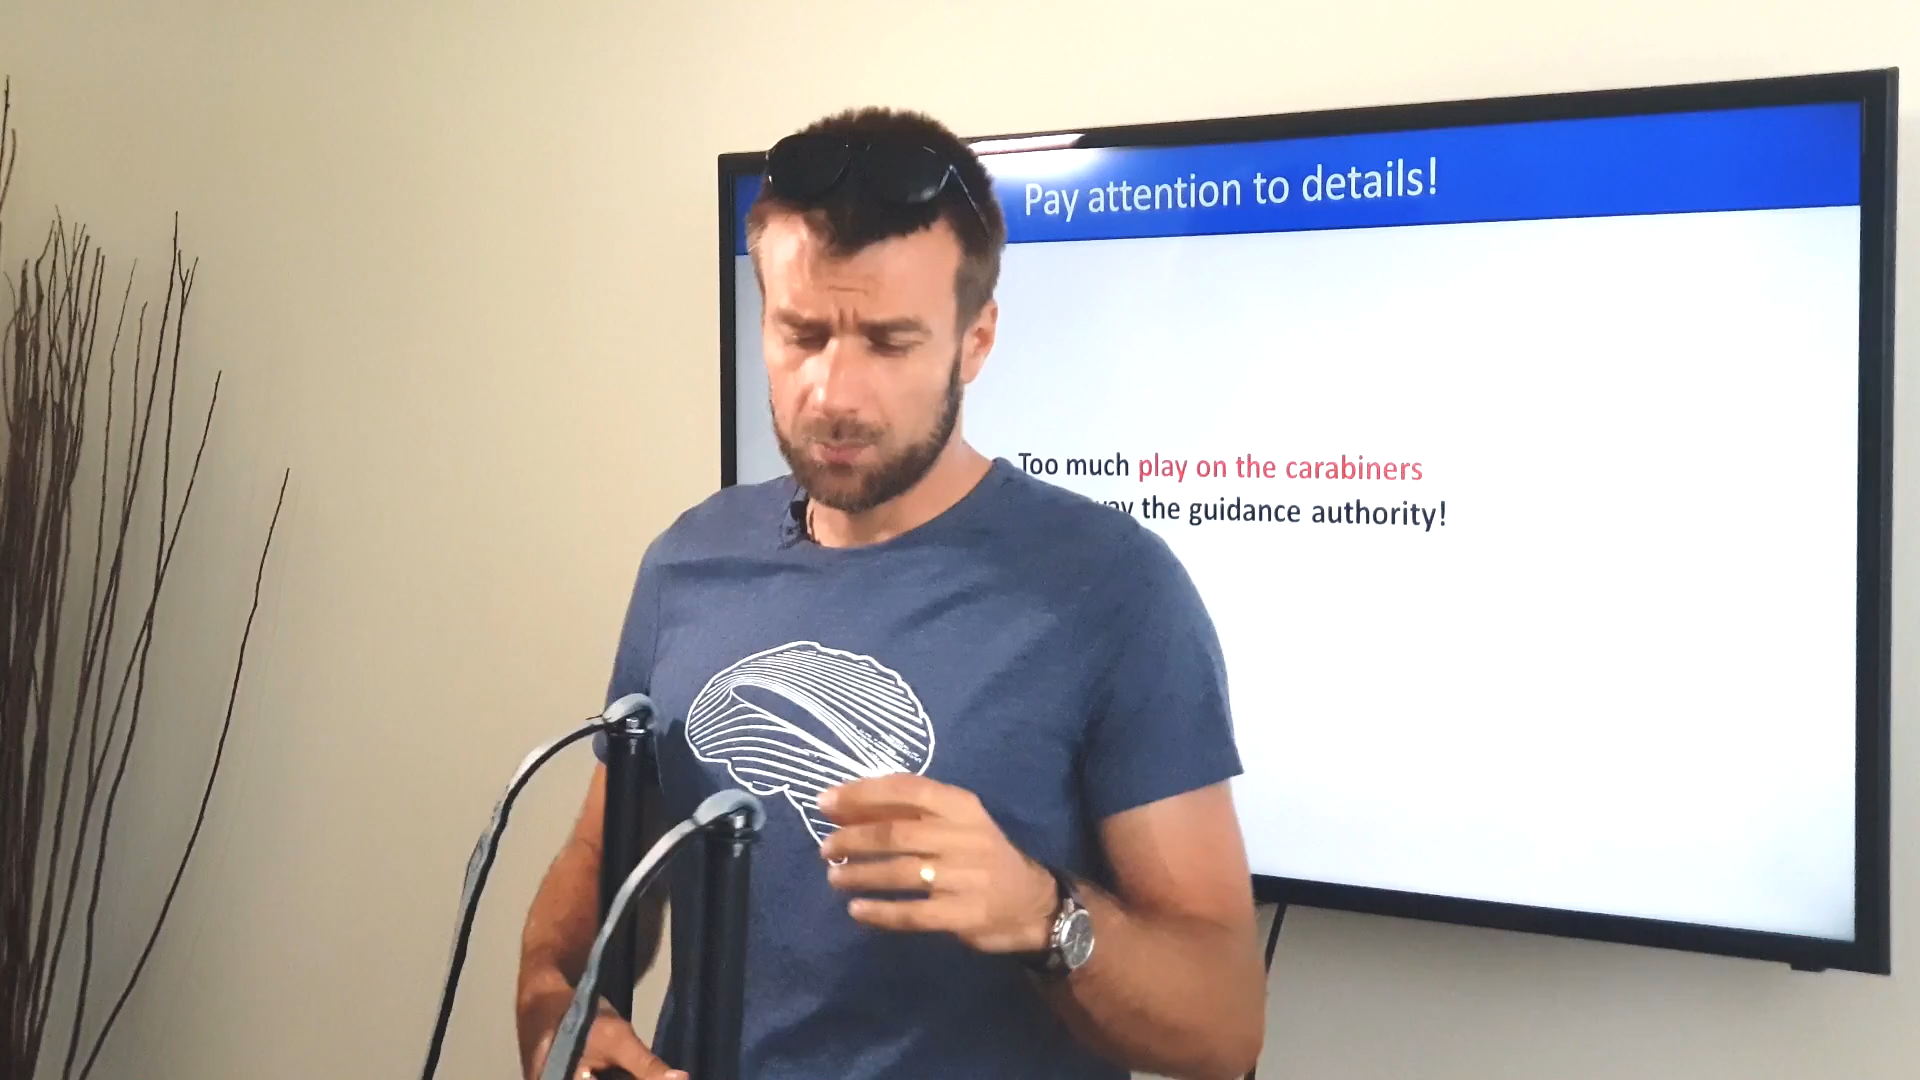 Pay attention to details!
Too much play on the carabiners
the guidance authority!